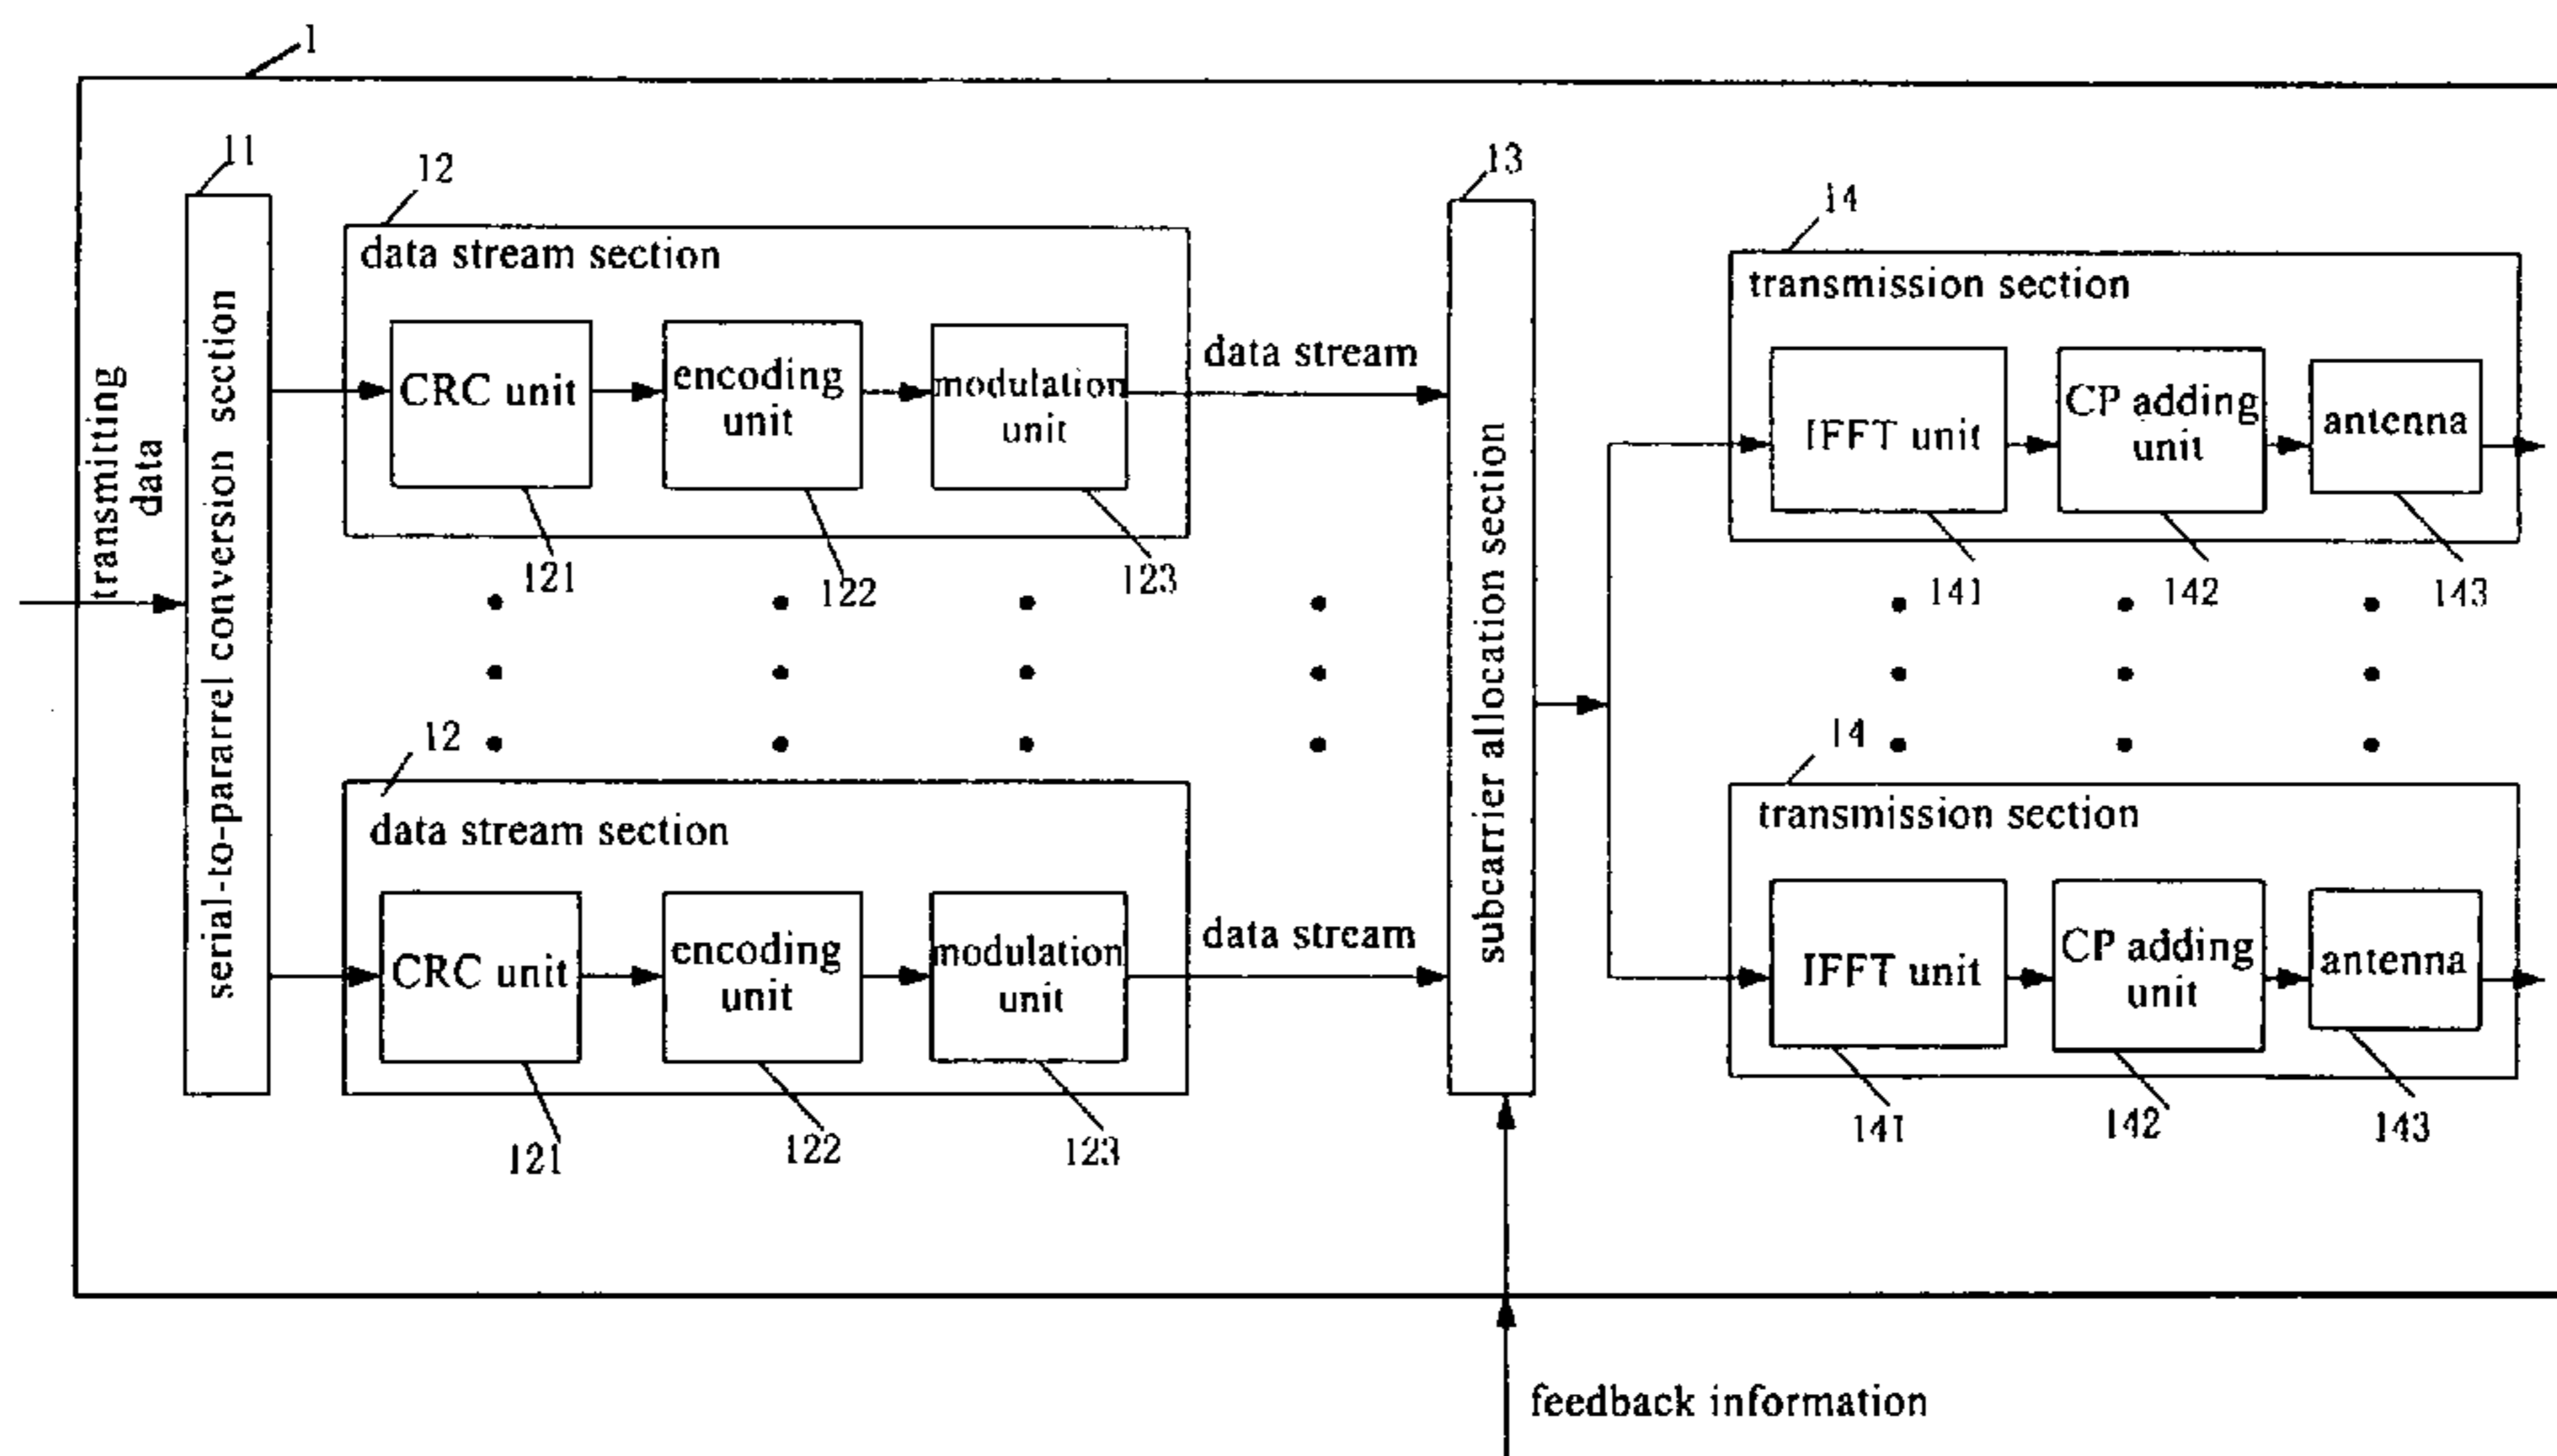 1
11
12
13
14
data stream section
transmission section
transmitting
data
serial-to-pararrel conversion section
CRC unit
encoding
unit
modulation
unit
data stream
subcarrier allocation section
IFFT unit
CP adding
unit
antenna
121
122
123
141
142
143
12
14
data stream section
transmission section
CRC unit
encoding
unit
modulation
unit
data stream
IFFT unit
CP adding
unit
antenna
121
122
123
141
142
143
feedback information